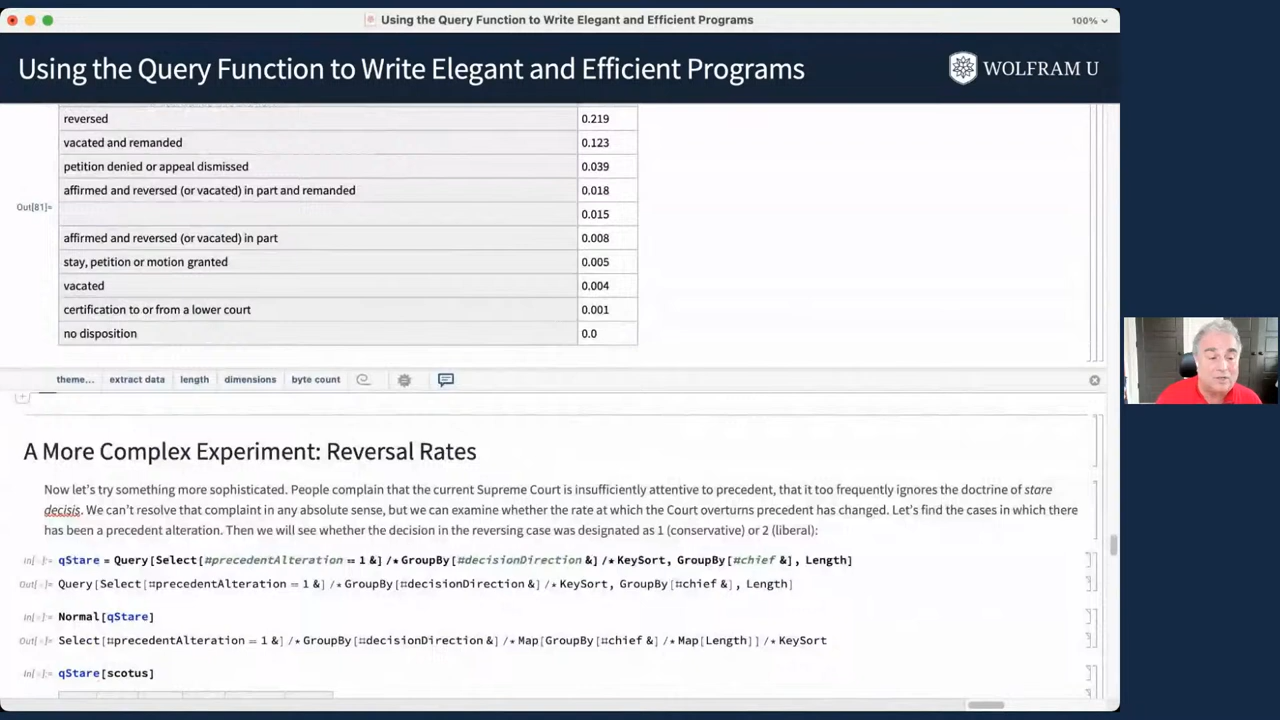 Using the Query Function to Write Elegant and Efficient Programs
100%
Using the Query Function to Write Elegant and Efficient Programs
WOLFRAM U
reversed 0.219
vacated and remanded 0.123
petition denied or appeal dismissed 0.039
affirmed and reversed (or vacated) in part and remanded 0.018
Out[81]=
0.015
affirmed and reversed (or vacated) in part 0.008
stay, petition or motion granted 0.005
vacated 0.004
certification to or from a lower court 0.001
no disposition 0.0
theme... extract data length dimensions byte count
A More Complex Experiment: Reversal Rates
Now let's try something more sophisticated. People complain that the current Supreme Court is insufficiently attentive to precedent, that it too frequently ignores the doctrine of stare
decisis. We can't resolve that complaint in any absolute sense, but we can examine whether the rate at which the Court overturns precedent has changed. Let's find the cases in which there
has been a precedent alteration. Then we will see whether the decision in the reversing case was designated as 1 (conservative) or 2 (liberal):
In[◦]:= qStare = Query[Select[#precedentAlteration == 1 &] /* GroupBy[#decisionDirection &] /* KeySort, GroupBy[#chief &], Length]
Out[◦]= Query[Select[#precedentAlteration == 1 &] /* GroupBy[#decisionDirection &] /* KeySort, GroupBy[#chief &], Length]
In[◦]:= Normal[qStare]
Out[◦]= Select[#precedentAlteration == 1 &] /* GroupBy[#decisionDirection &] /* Map[GroupBy[#chief &] /* Map[Length]] /* KeySort
In[◦]:= qStare[scotus]